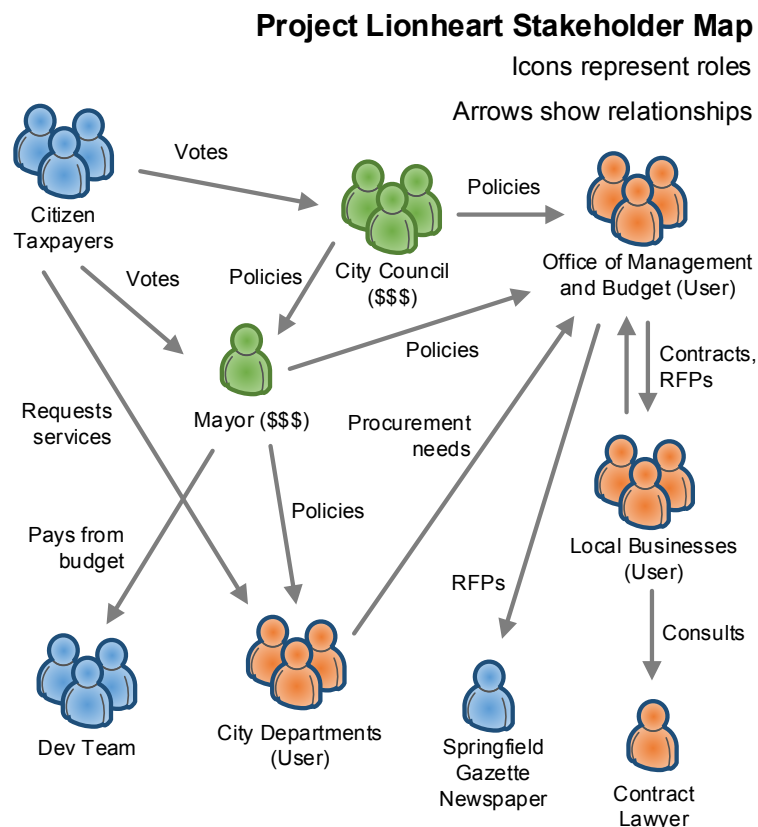 Project Lionheart Stakeholder Map
Icons represent roles
Arrows show relationships
Votes
Policies
Citizen
Taxpayers
City Council
($$$)
Office of Management
and Budget (User)
Votes
Policies
Policies
Contracts,
RFPs
Mayor ($$$)
Requests
services
Procurement
needs
Policies
Pays from
budget
Local Businesses
(User)
RFPs
Consults
Dev Team
City Departments
(User)
Springfield
Gazette
Newspaper
Contract
Lawyer